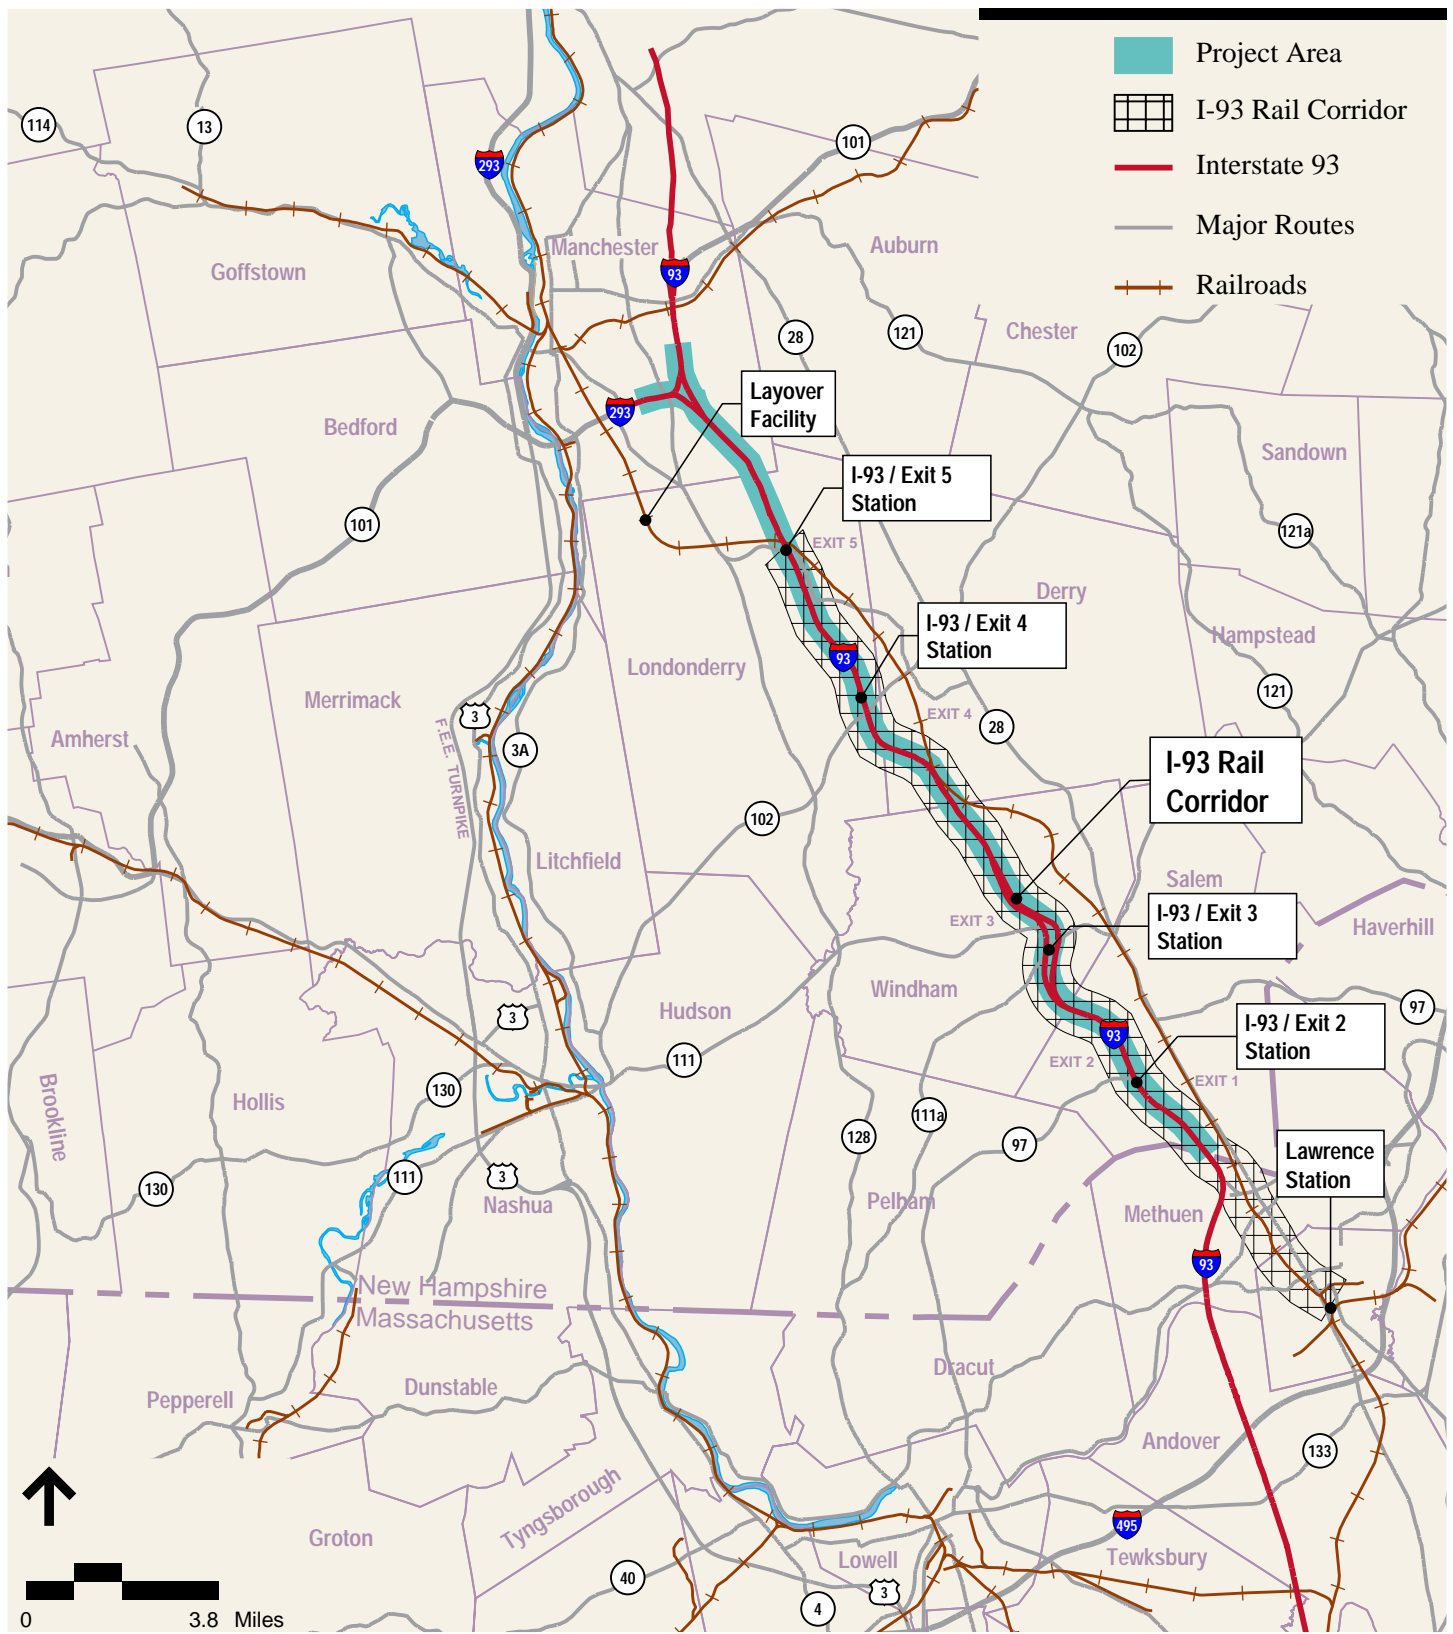 Project Area
I-93 Rail Corridor
Interstate 93
Major Routes
Railroads
114
13
293
101
Manchester
Auburn
Goffstown
93
28
121
Chester
102
Layover
Facility
293
Bedford
Sandown
I-93 / Exit 5
Station
101
121a
EXIT 5
Derry
I-93 / Exit 4
Station
Hampstead
93
Londonderry
Merrimack
121
3
EXIT 4
28
Amherst
3A
F.E.E. TURNPIKE
I-93 Rail
Corridor
102
Litchfield
Salem
EXIT 3
I-93 / Exit 3
Station
Haverhill
Windham
Hudson
3
97
93
I-93 / Exit 2
Station
111
EXIT 2
EXIT 1
130
Brookline
Hollis
111a
128
97
Lawrence
Station
111
130
3
Nashua
Pelham
Methuen
93
New Hampshire
Massachusetts
Dracut
Dunstable
Pepperell
Andover
133
Tyngsborough
495
Groton
Lowell
Tewksbury
40
3
4
0
3.8 Miles